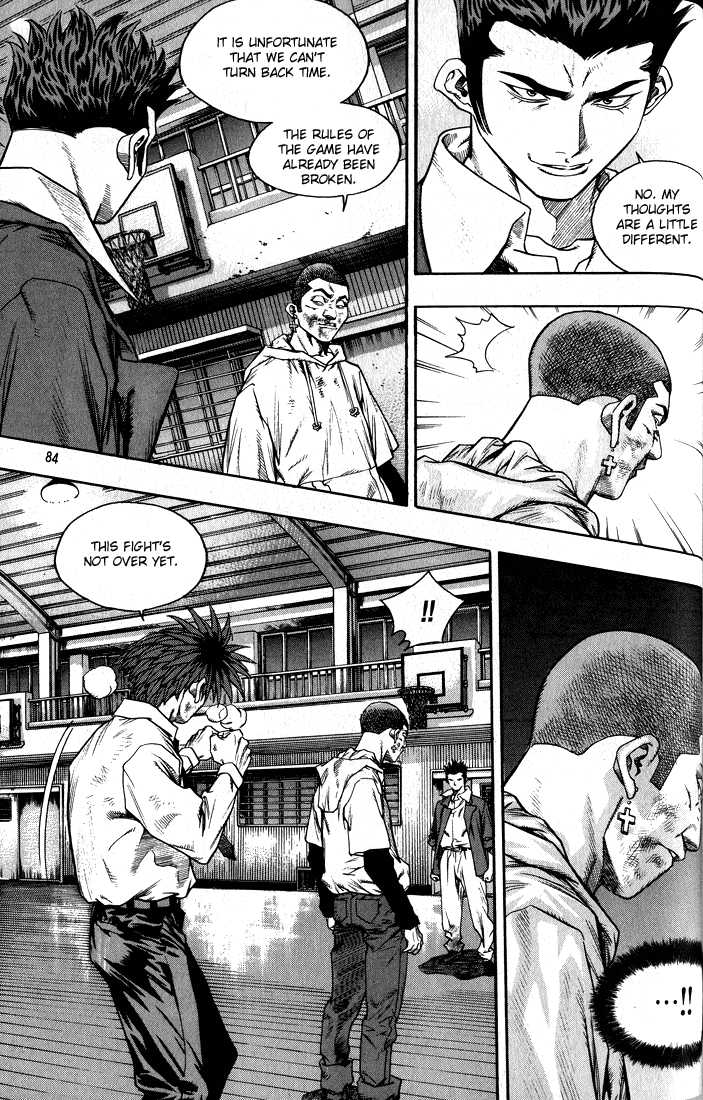 IT IS UNFORTUNATE
THAT WE CAN'T
TURN BACK TIME.
THE RULES OF
THE GAME HAVE
ALREADY BEEN
BROKEN.
NO. MY
THOUGHTS
ARE A LITTLE
DIFFERENT.
84
THIS FIGHT'S
NOT OVER YET.
!!
...!!